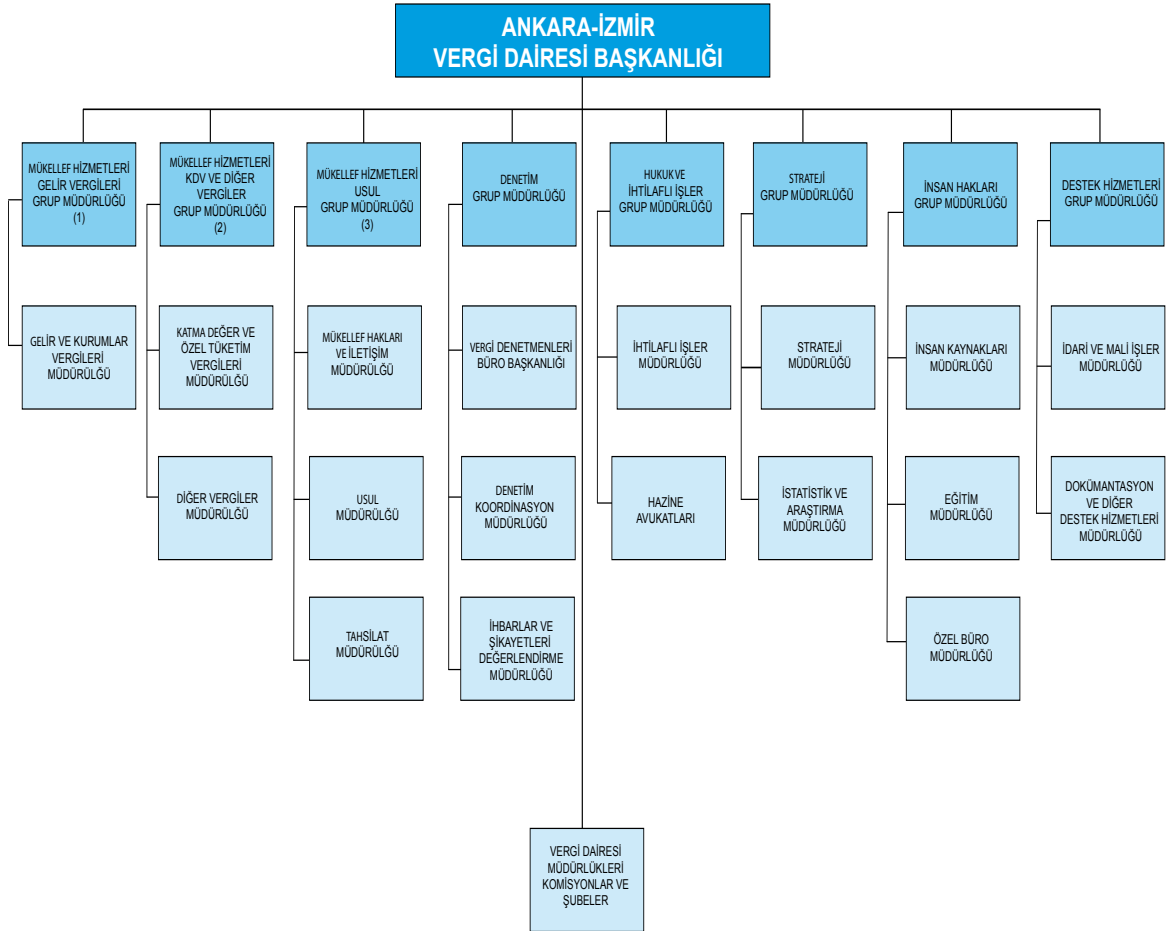 ANKARA-İZMİR
VERGİ DAİRESİ BAŞKANLIĞI
MÜKELLEF HİZMETLERİ
GELİR VERGİLERİ
GRUP MÜDÜRLÜĞÜ
(1)
MÜKELLEF HİZMETLERİ
KDV VE DİĞER
VERGİLER
GRUP MÜDÜRLÜĞÜ
(2)
MÜKELLEF HİZMETLERİ
USUL
GRUP MÜDÜRLÜĞÜ
(3)
DENETİM
GRUP MÜDÜRLÜĞÜ
HUKUK VE
İHTİLAFLI İŞLER
GRUP MÜDÜRLÜĞÜ
STRATEJİ
GRUP MÜDÜRLÜĞÜ
İNSAN HAKLARI
GRUP MÜDÜRLÜĞÜ
DESTEK HİZMETLERİ
GRUP MÜDÜRLÜĞÜ
GELİR VE KURUMLAR
VERGİLERİ
MÜDÜRÜLĞÜ
KATMA DEĞER VE
ÖZEL TÜKETİM
VERGİLERİ MÜDÜRÜLĞÜ
MÜKELLEF HAKLARI
VE İLETİŞİM
MÜDÜRÜLĞÜ
VERGİ DENETMENLERİ
BÜRO BAŞKANLIĞI
İHTİLAFLI İŞLER
MÜDÜRLÜĞÜ
STRATEJİ
MÜDÜRLÜĞÜ
İNSAN KAYNAKLARI
MÜDÜRLÜĞÜ
İDARİ VE MALİ İŞLER
MÜDÜRLÜĞÜ
DİĞER VERGİLER
MÜDÜRÜLĞÜ
USUL
MÜDÜRÜLĞÜ
DENETİM
KOORDİNASYON
MÜDÜRLÜĞÜ
HAZİNE
AVUKATLARI
İSTATİSTİK VE
ARAŞTIRMA
MÜDÜRLÜĞÜ
EĞİTİM
MÜDÜRLÜĞÜ
DOKÜMANTASYON
VE DİĞER
DESTEK HİZMETLERİ
MÜDÜRLÜĞÜ
TAHSİLAT
MÜDÜRÜLĞÜ
İHBARLAR VE
ŞİKAYETLERİ
DEĞERLENDİRME
MÜDÜRLÜĞÜ
ÖZEL BÜRO
MÜDÜRLÜĞÜ
VERGİ DAİRESİ
MÜDÜRLÜKLERİ
KOMİSYONLAR VE
ŞUBELER